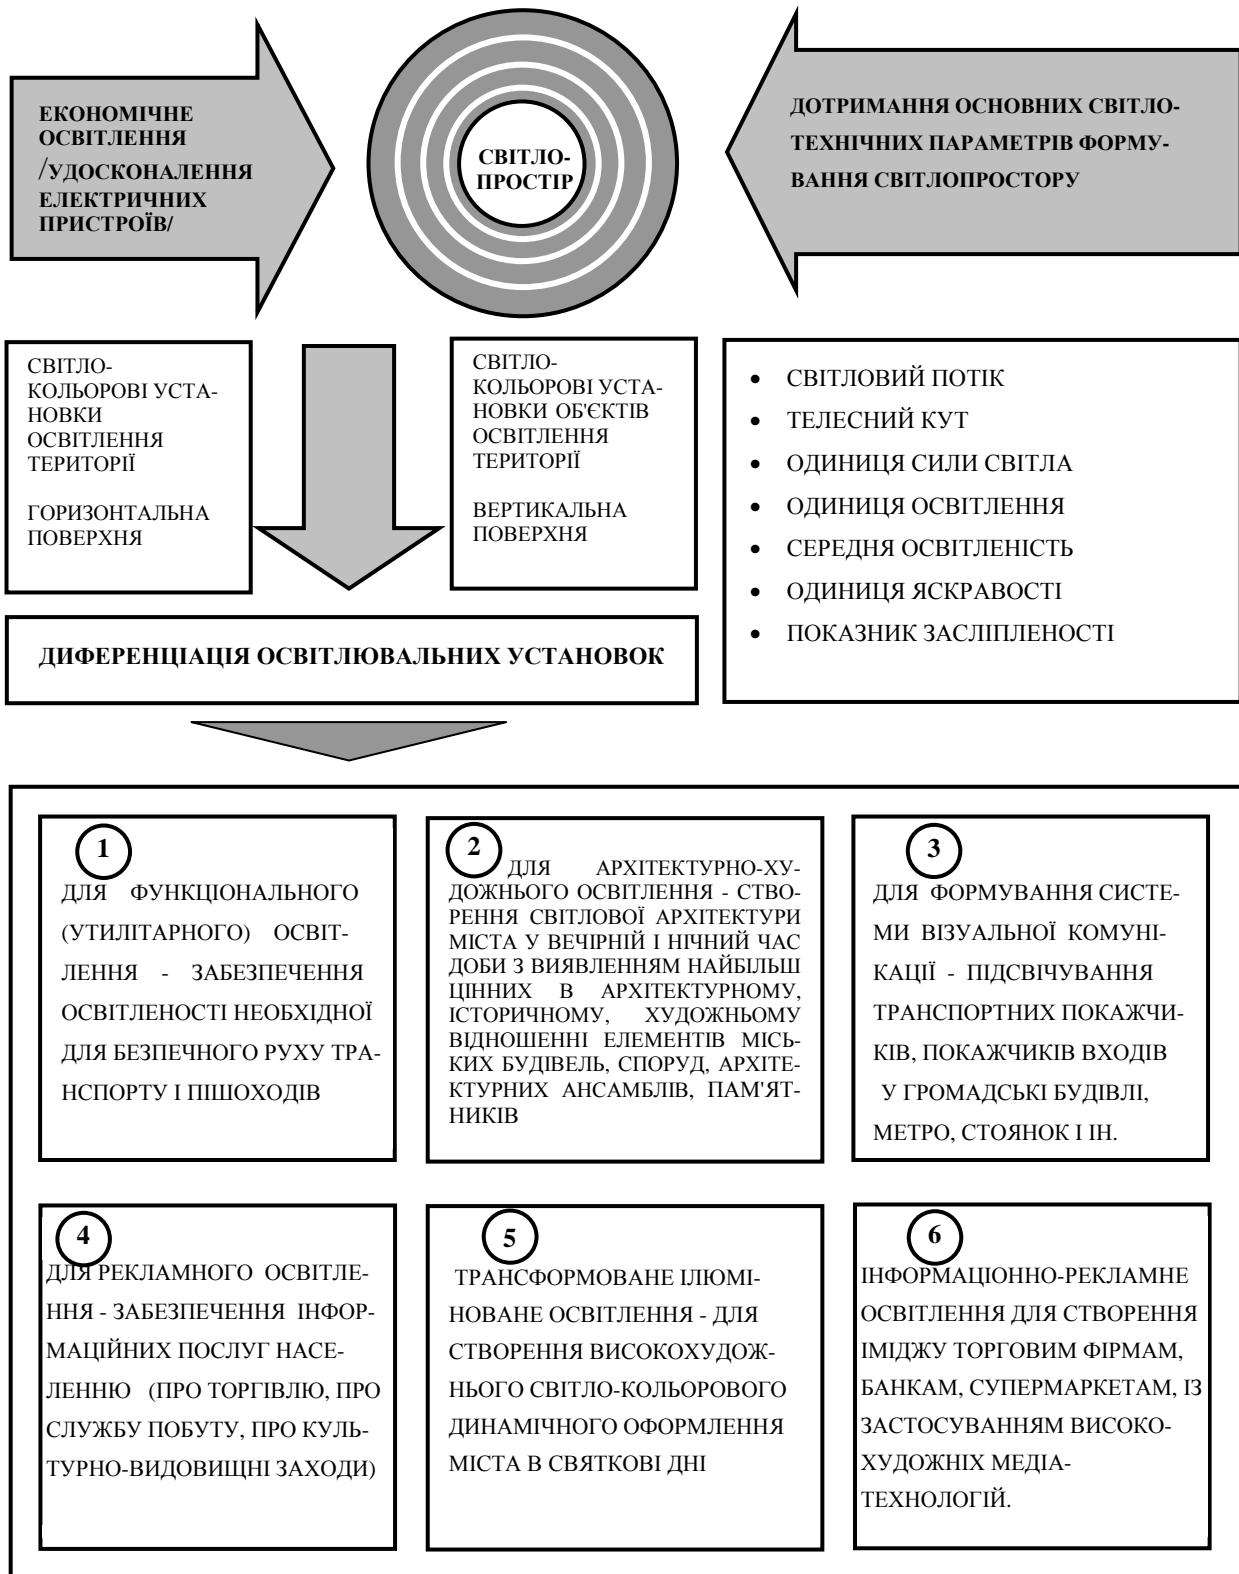 ЕКОНОМІЧНЕ
ОСВІТЛЕННЯ
/УДОСКОНАЛЕННЯ
ЕЛЕКТРИЧНИХ
ПРИСТРОЇВ/
СВІТЛО-
ПРОСТІР
ДОТРИМАННЯ ОСНОВНИХ СВІТЛО-
ТЕХНІЧНИХ ПАРАМЕТРІВ ФОРМУ-
ВАННЯ СВІТЛОПРОСТОРУ
СВІТЛО-
КОЛЬОРОВІ УСТА-
НОВКИ
ОСВІТЛЕННЯ
ТЕРИТОРІЇ
ГОРИЗОНТАЛЬНА
ПОВЕРХНЯ
СВІТЛО-
КОЛЬОРОВІ УСТА-
НОВКИ ОБ'ЄКТІВ
ОСВІТЛЕННЯ
ТЕРИТОРІЇ
ВЕРТИКАЛЬНА
ПОВЕРХНЯ
• СВІТЛОВИЙ ПОТІК
• ТЕЛЕСНИЙ КУТ
• ОДИНИЦЯ СИЛИ СВІТЛА
• ОДИНИЦЯ ОСВІТЛЕННЯ
• СЕРЕДНЯ ОСВІТЛЕНІСТЬ
• ОДИНИЦЯ ЯСКРАВОСТІ
• ПОКАЗНИК ЗАСЛІПЛЕНОСТІ
ДИФЕРЕНЦІАЦІЯ ОСВІТЛЮВАЛЬНИХ УСТАНОВОК
1
ДЛЯ ФУНКЦІОНАЛЬНОГО
(УТИЛІТАРНОГО) ОСВІТ-
ЛЕННЯ - ЗАБЕЗПЕЧЕННЯ
ОСВІТЛЕНОСТІ НЕОБХІДНОЇ
ДЛЯ БЕЗПЕЧНОГО РУХУ ТРА-
НСПОРТУ І ПІШОХОДІВ
2
ДЛЯ АРХІТЕКТУРНО-ХУ-
ДОЖНЬОГО ОСВІТЛЕННЯ - СТВО-
РЕННЯ СВІТЛОВОЇ АРХІТЕКТУРИ
МІСТА У ВЕЧІРНІЙ І НІЧНИЙ ЧАС
ДОБИ З ВИЯВЛЕННЯМ НАЙБІЛЬШ
ЦІННИХ В АРХІТЕКТУРНОМУ,
ІСТОРИЧНОМУ, ХУДОЖНЬОМУ
ВІДНОШЕННІ ЕЛЕМЕНТІВ МІСЬ-
КИХ БУДІВЕЛЬ, СПОРУД, АРХІТЕ-
КТУРНИХ АНСАМБЛІВ, ПАМ'ЯТ-
НИКІВ
3
ДЛЯ ФОРМУВАННЯ СИСТЕ-
МИ ВІЗУАЛЬНОЇ КОМУНІ-
КАЦІЇ - ПІДСВІЧУВАННЯ
ТРАНСПОРТНИХ ПОКАЖЧИ-
КІВ, ПОКАЖЧИКІВ ВХОДІВ
У ГРОМАДСЬКІ БУДІВЛІ,
МЕТРО, СТОЯНОК І ІН.
4
ДЛЯ РЕКЛАМНОГО ОСВІТЛЕ-
ННЯ - ЗАБЕЗПЕЧЕННЯ ІНФОР-
МАЦІЙНИХ ПОСЛУГ НАСЕ-
ЛЕННЮ (ПРО ТОРГІВЛЮ, ПРО
СЛУЖБУ ПОБУТУ, ПРО КУЛЬ-
ТУРНО-ВИДОВИЩНІ ЗАХОДИ)
5
ТРАНСФОРМОВАНЕ ІЛЮМІ-
НОВАНЕ ОСВІТЛЕННЯ - ДЛЯ
СТВОРЕННЯ ВИСОКОХУДОЖ-
НЬОГО СВІТЛО-КОЛЬОРОВОГО
ДИНАМІЧНОГО ОФОРМЛЕННЯ
МІСТА В СВЯТКОВІ ДНІ
6
ІНФОРМАЦІОННО-РЕКЛАМНЕ
ОСВІТЛЕННЯ ДЛЯ СТВОРЕННЯ
ІМІДЖУ ТОРГОВИМ ФІРМАМ,
БАНКАМ, СУПЕРМАРКЕТАМ, ІЗ
ЗАСТОСУВАННЯМ ВИСОКО-
ХУДОЖНІХ МЕДІА-
ТЕХНОЛОГІЙ.